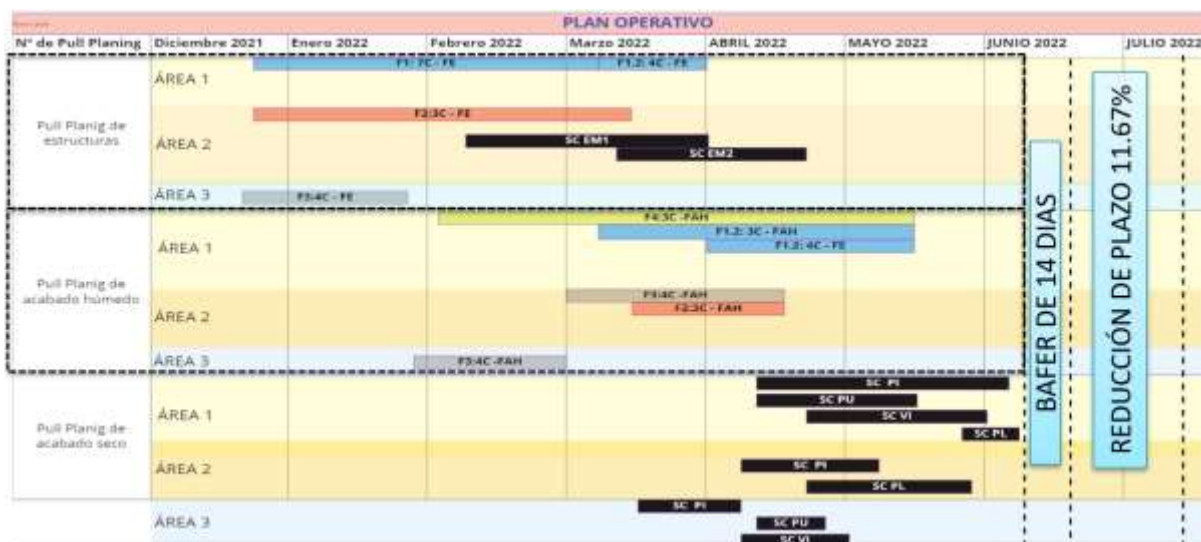 PLAN OPERATIVO
Nº de Pull Planing Diciembre 2021 Enero 2022 Febrero 2022 Marzo 2022 ABRIL 2022 MAYO 2022 JUNIO 2022 JULIO 2022
Pull Planig de
estructuras
ÁREA 1
F1: 7C - FE F1.2: 4C - FE
ÁREA 2
F2:3C - FE
SC EM1
SC EM2
ÁREA 3
F3:4C - FE
Pull Planig de
acabado húmedo
ÁREA 1
F4:3C -FAH
F1.2: 3C - FAH
F1.2: 4C - FE
ÁREA 2
F3:4C -FAH
F2:3C - FAH
ÁREA 3
F3:4C -FAH
Pull Planig de
acabado seco
ÁREA 1
SC PI
SC PU
SC VI
SC PL
ÁREA 2
SC PI
SC PL
ÁREA 3
SC PI
SC PU
SC VI
BAFER DE 14 DIAS
REDUCCIÓN DE PLAZO 11.67%